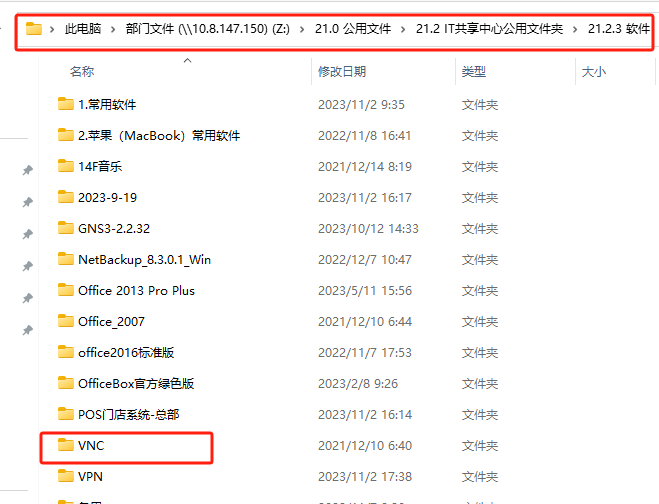 此电脑 > 部门文件 (\\10.8.147.150) (Z:) > 21.0 公用文件 > 21.2 IT共享中心公用文件夹 > 21.2.3 软件
名称 修改日期 类型 大小
1.常用软件 2023/11/2 9:35 文件夹
2.苹果（MacBook）常用软件 2022/11/8 16:41 文件夹
14F音乐 2021/12/14 8:19 文件夹
2023-9-19 2023/11/2 16:17 文件夹
GNS3-2.2.32 2023/10/12 14:33 文件夹
NetBackup_8.3.0.1_Win 2022/12/7 10:47 文件夹
Office 2013 Pro Plus 2023/5/11 15:56 文件夹
Office_2007 2021/12/10 6:44 文件夹
office2016标准版 2022/11/7 17:53 文件夹
OfficeBox官方绿色版 2023/2/8 9:26 文件夹
POS门店系统-总部 2023/11/2 16:14 文件夹
VNC 2021/12/10 6:40 文件夹
VPN 2023/11/2 17:38 文件夹